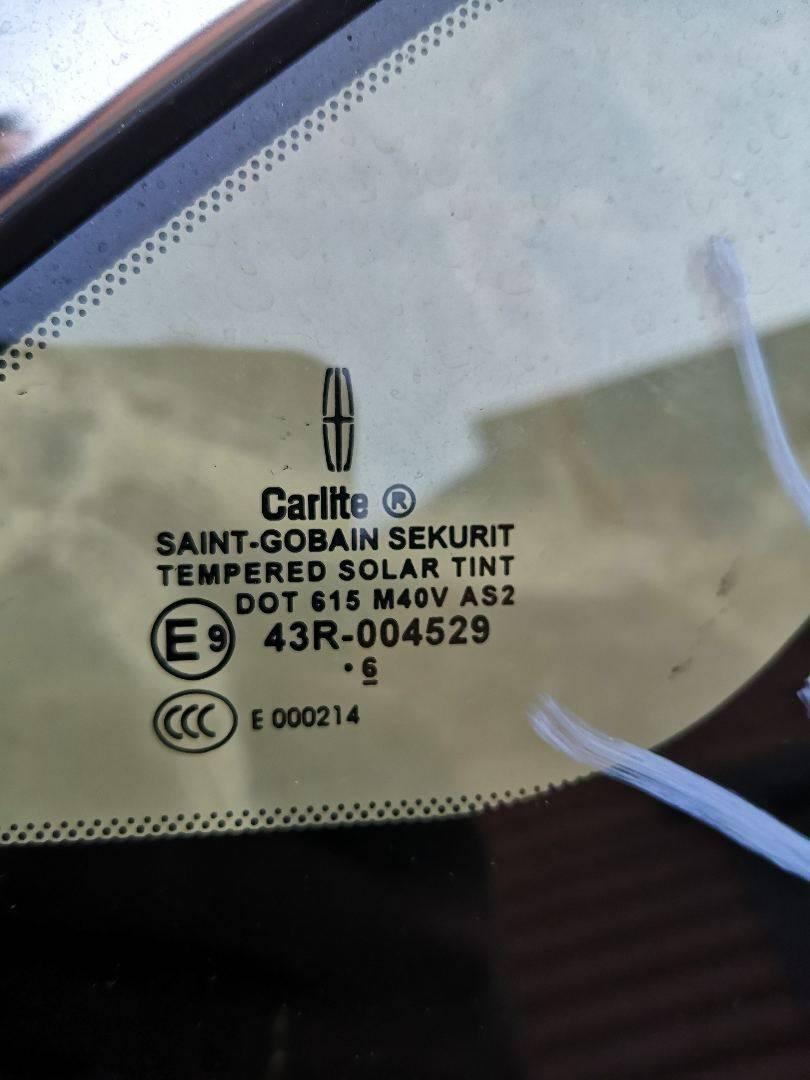 Carlite ®
SAINT-GOBAIN SEKURIT
TEMPERED SOLAR TINT
DOT 615 M40V AS2
E9 43R-004529
• 6
CCC E 000214